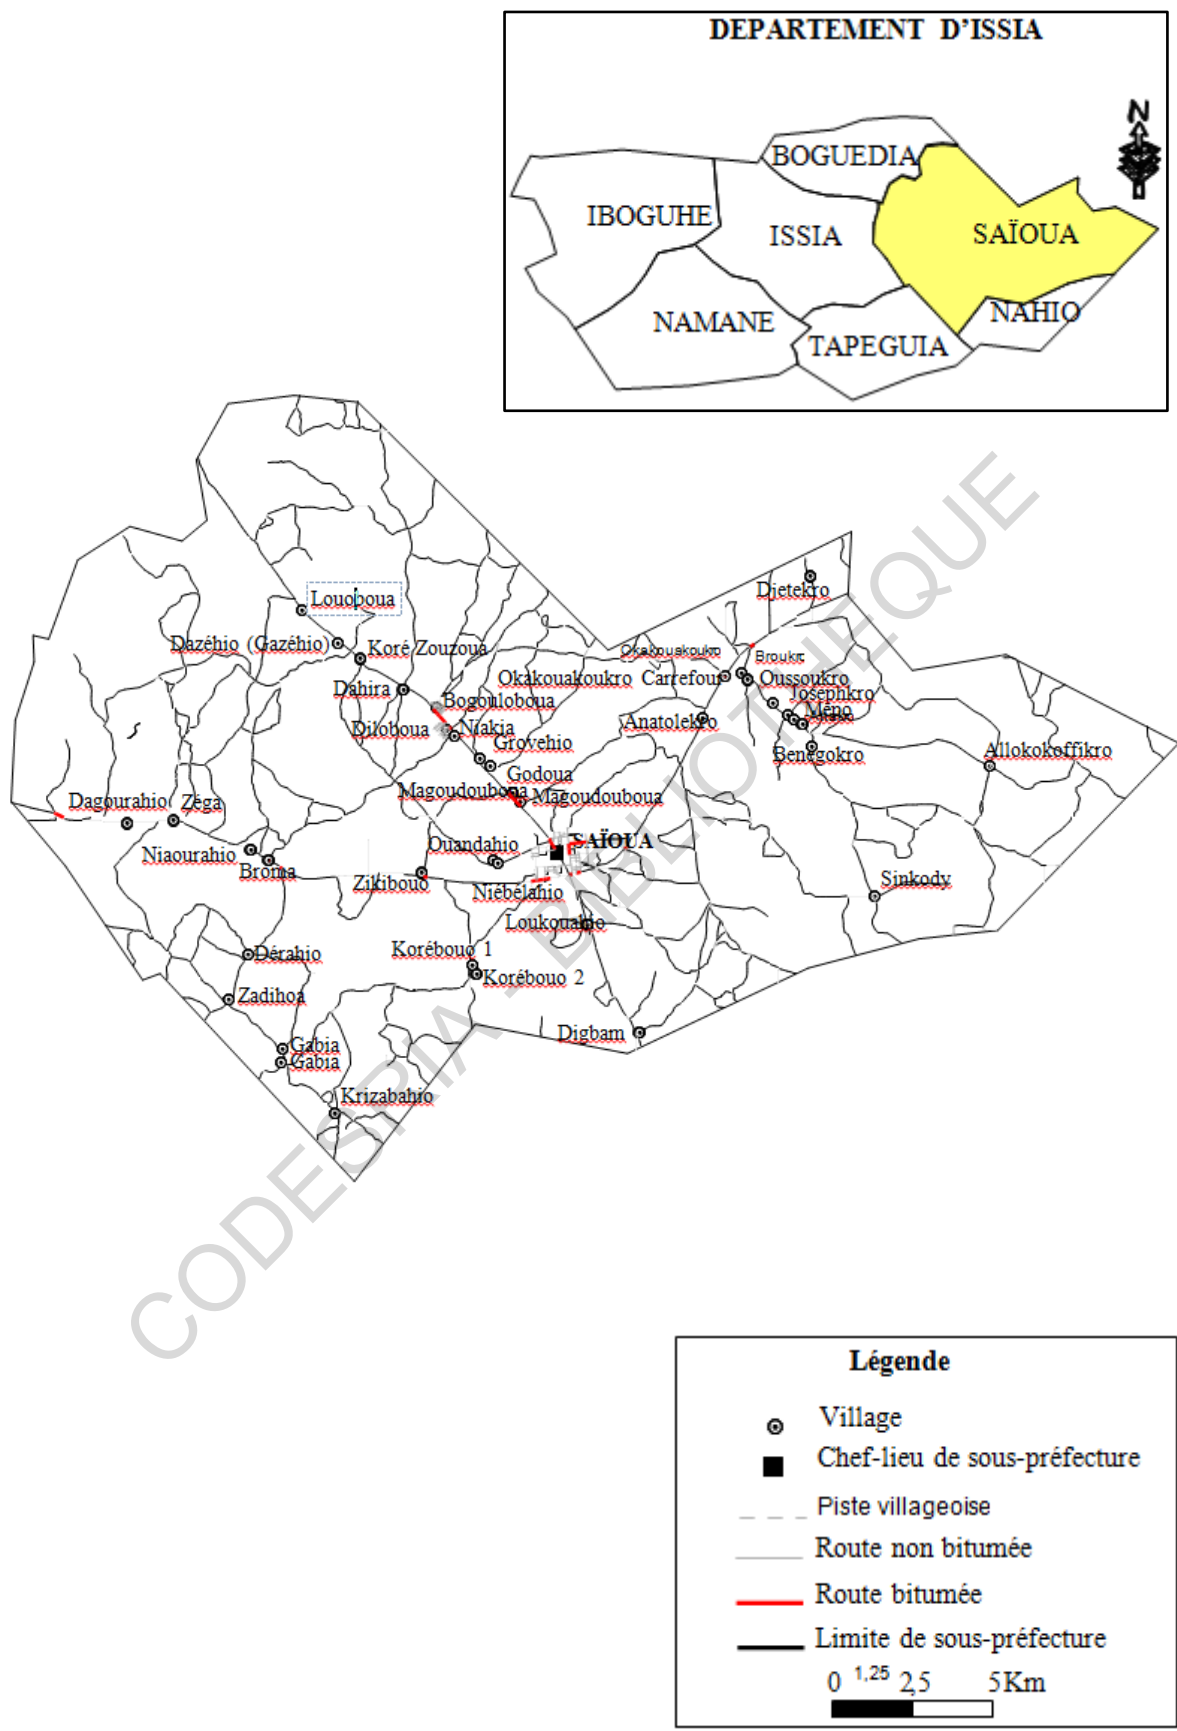 DEPARTEMENT D'ISSIA
N
BOGUEDIA
IBOGUHE
ISSIA
SAÏOUA
NAMANE
NAHIO
TAPEGUIA
Djetekro
Louoboua
Dazéhio (Gazéhio)
Koré Zouzoua
Okakouskoukro
Broukr
Dahira
Okakouakoukro
Carrefour
Oussoukro
Bogouloboua
Josephkro
Méno
Diloboua
Niakia
Anatolekro
Grovehio
Benegokro
Allokokoffikro
Godoua
Magoudouboua
Magoudouboua
Dagourahio
Zéga
Ouandahio
SAÏOUA
Niaourahio
Broma
Zikibouo
Niébélahio
Sinkody
Loukouahio
Korébouo 1
Dérahio
Korébouo 2
Zadihoa
Digbam
Gabia
Gabia
Krizabahio
CODESRIA - BIBLIOTHEQUE
Légende
Village
Chef-lieu de sous-préfecture
Piste villageoise
Route non bitumée
Route bitumée
Limite de sous-préfecture
0 1,25 2,5 5Km